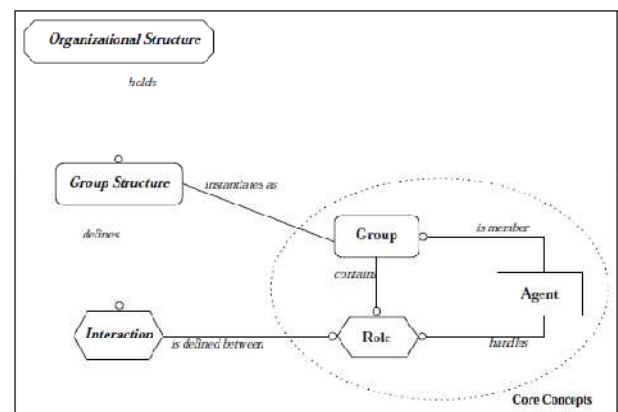 Organizational Structure
holds
Group Structure
instantiates as
defines
Group
is member
contains
Agent
Interaction
is defined between
Role
handles
Core Concepts